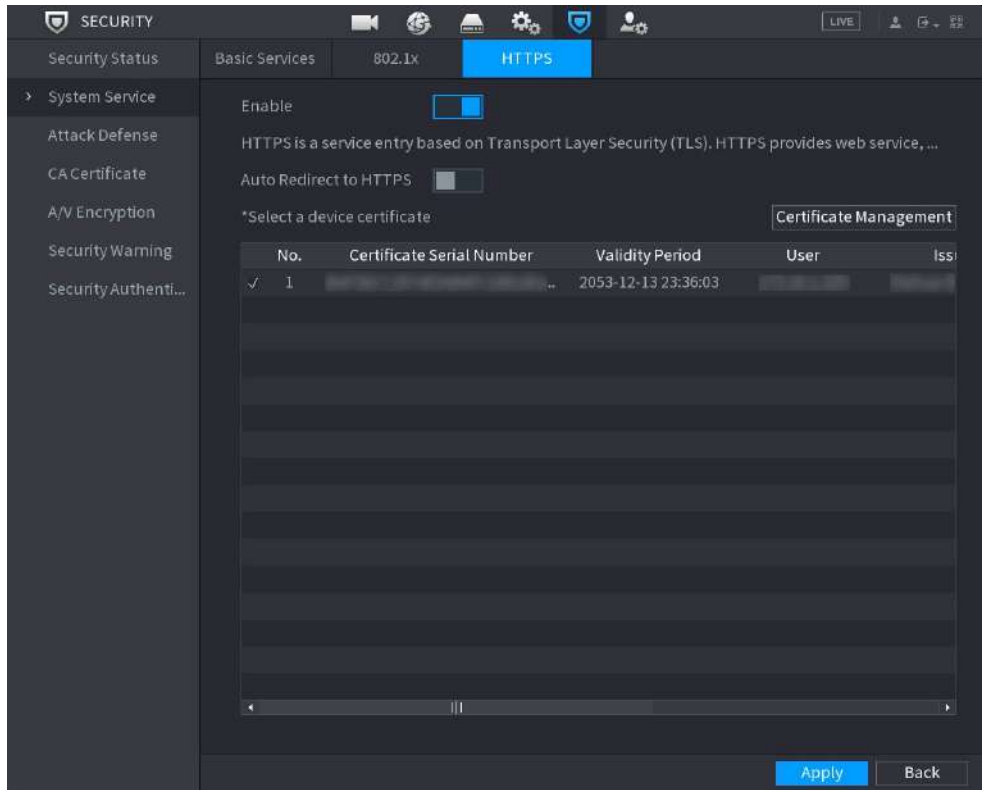 SECURITY
LIVE
Security Status
Basic Services 802.1x HTTPS
System Service
Enable
Attack Defense
HTTPS is a service entry based on Transport Layer Security (TLS). HTTPS provides web service, ...
CA Certificate
Auto Redirect to HTTPS
A/V Encryption
*Select a device certificate Certificate Management
Security Warning
No. Certificate Serial Number Validity Period User Iss
Security Authenti...
1 .. 2053-12-13 23:36:03
Apply Back